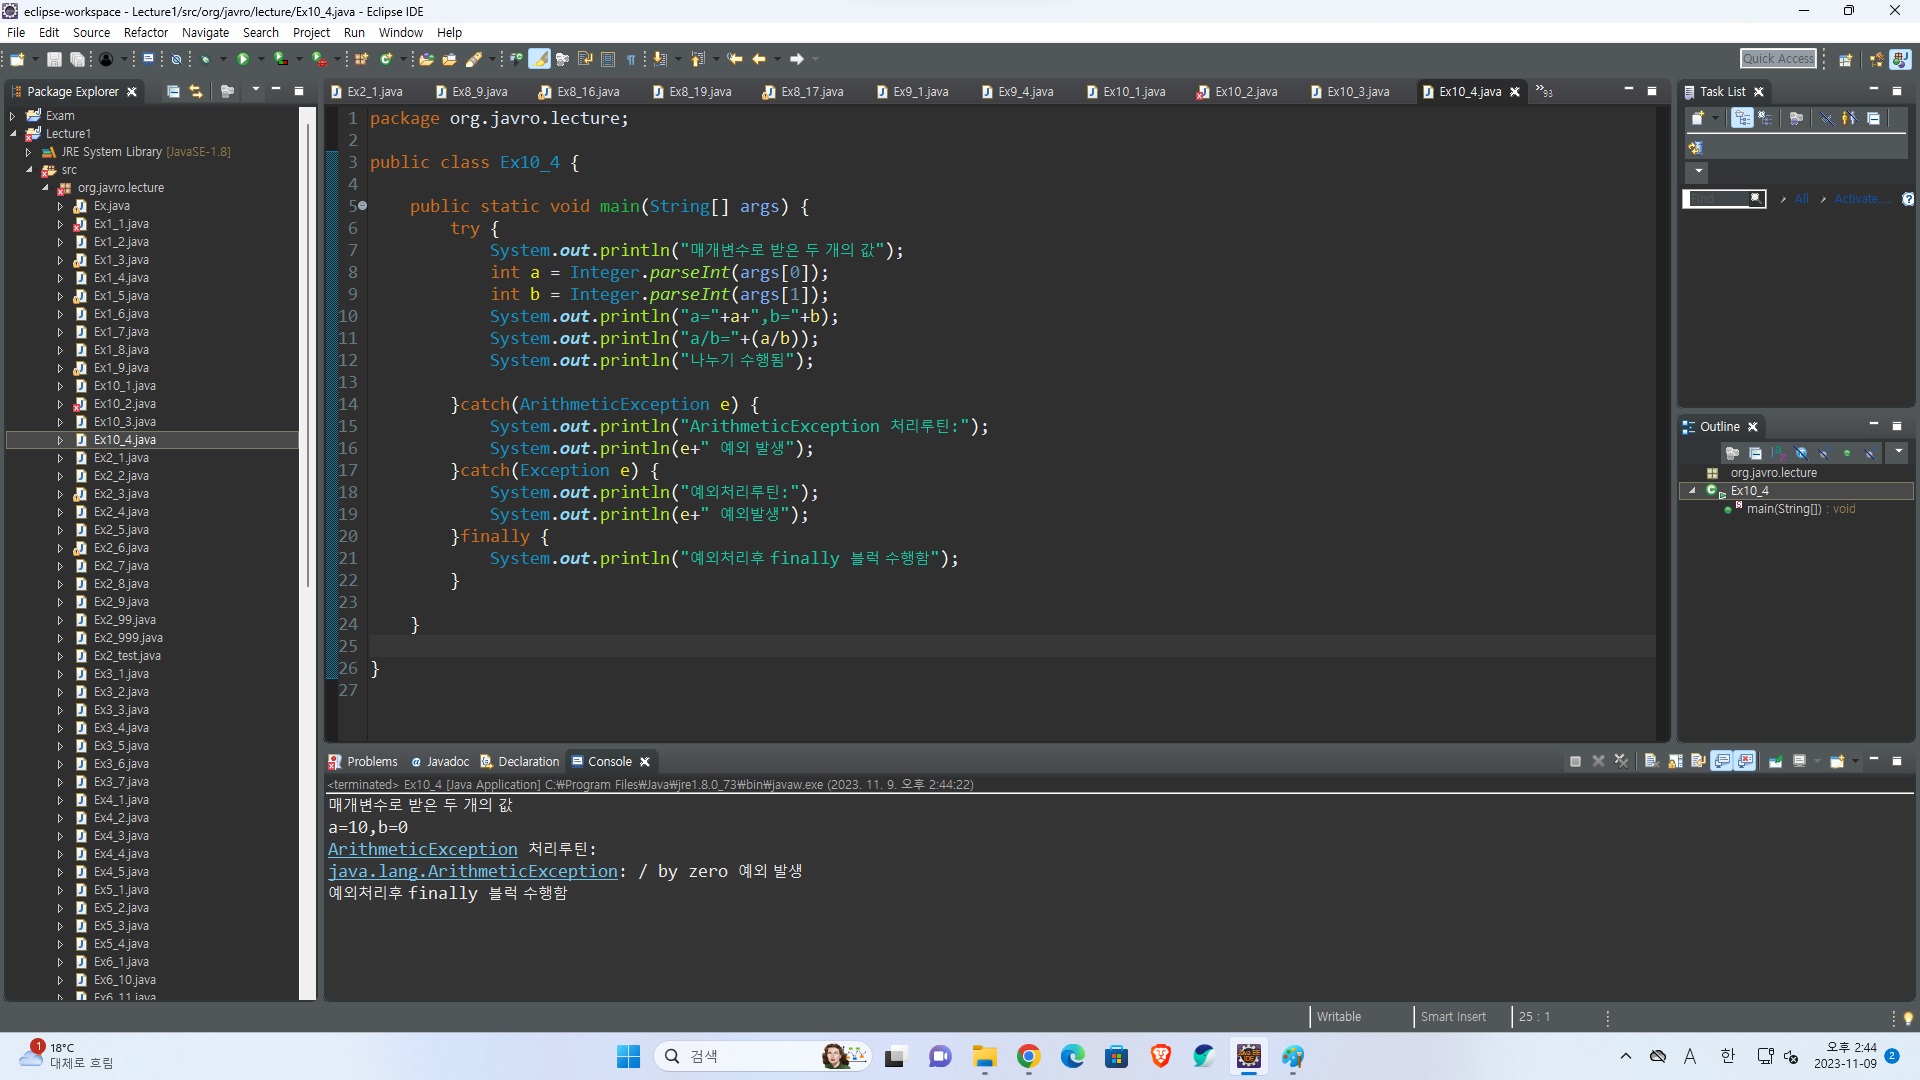 eclipse-workspace - Lecture1/src/org/javro/lecture/Ex10_4.java - Eclipse IDE
File Edit Source Refactor Navigate Search Project Run Window Help
Quick Access
Package Explorer
Exam
Lecture1
JRE System Library [JavaSE-1.8]
src
org.javro.lecture
Ex.java
Ex1_1.java
Ex1_2.java
Ex1_3.java
Ex1_4.java
Ex1_5.java
Ex1_6.java
Ex1_7.java
Ex1_8.java
Ex1_9.java
Ex10_1.java
Ex10_2.java
Ex10_3.java
Ex10_4.java
Ex2_1.java
Ex2_2.java
Ex2_3.java
Ex2_4.java
Ex2_5.java
Ex2_6.java
Ex2_7.java
Ex2_8.java
Ex2_9.java
Ex2_99.java
Ex2_999.java
Ex2_test.java
Ex3_1.java
Ex3_2.java
Ex3_3.java
Ex3_4.java
Ex3_5.java
Ex3_6.java
Ex3_7.java
Ex4_1.java
Ex4_2.java
Ex4_3.java
Ex4_4.java
Ex4_5.java
Ex5_1.java
Ex5_2.java
Ex5_3.java
Ex5_4.java
Ex6_1.java
Ex6_10.java
Ex6_11.java
Ex2_1.java Ex8_9.java Ex8_16.java Ex8_19.java Ex8_17.java Ex9_1.java Ex9_4.java Ex10_1.java Ex10_2.java Ex10_3.java Ex10_4.java »93
1 package org.javro.lecture;
2
3 public class Ex10_4 {
4
5 public static void main(String[] args) {
6 try {
7 System.out.println("매개변수로 받은 두 개의 값");
8 int a = Integer.parseInt(args[0]);
9 int b = Integer.parseInt(args[1]);
10 System.out.println("a="+a+",b="+b);
11 System.out.println("a/b="+(a/b));
12 System.out.println("나누기 수행됨");
13
14 }catch(ArithmeticException e) {
15 System.out.println("ArithmeticException 처리루틴:");
16 System.out.println(e+" 예외 발생");
17 }catch(Exception e) {
18 System.out.println("예외처리루틴:");
19 System.out.println(e+" 예외발생");
20 }finally {
21 System.out.println("예외처리후 finally 블럭 수행함");
22 }
23
24 }
25
26 }
27
Task List
Find All Activate...
Outline
org.javro.lecture
Ex10_4
main(String[]) : void
Problems Javadoc Declaration Console
<terminated> Ex10_4 [Java Application] C:₩Program Files₩Java₩jre1.8.0_73₩bin₩javaw.exe (2023. 11. 9. 오후 2:44:22)
매개변수로 받은 두 개의 값
a=10,b=0
ArithmeticException 처리루틴:
java.lang.ArithmeticException: / by zero 예외 발생
예외처리후 finally 블럭 수행함
Writable Smart Insert 25 : 1
1 18°C
대체로 흐림
검색
A 한
오후 2:44
2023-11-09
2